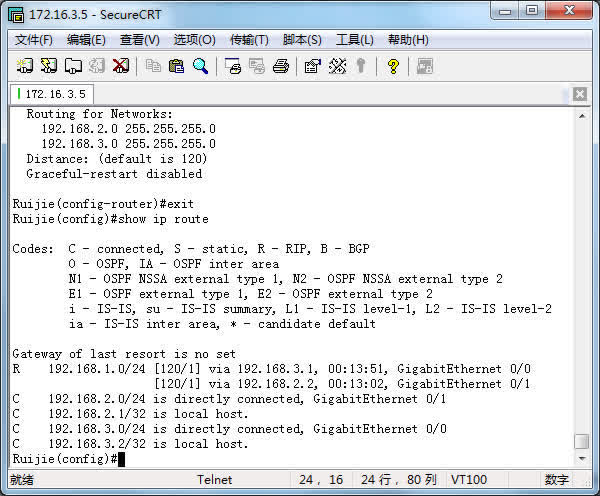 172.16.3.5 - SecureCRT
文件(F) 编辑(E) 查看(V) 选项(O) 传输(T) 脚本(S) 工具(L) 帮助(H)
172.16.3.5
Routing for Networks:
192.168.2.0 255.255.255.0
192.168.3.0 255.255.255.0
Distance: (default is 120)
Graceful-restart disabled
Ruijie(config-router)#exit
Ruijie(config)#show ip route
Codes:  C - connected, S - static, R - RIP, B - BGP
O - OSPF, IA - OSPF inter area
N1 - OSPF NSSA external type 1, N2 - OSPF NSSA external type 2
E1 - OSPF external type 1, E2 - OSPF external type 2
i - IS-IS, su - IS-IS summary, L1 - IS-IS level-1, L2 - IS-IS level-2
ia - IS-IS inter area, * - candidate default
Gateway of last resort is no set
R    192.168.1.0/24 [120/1] via 192.168.3.1, 00:13:51, GigabitEthernet 0/0
[120/1] via 192.168.2.2, 00:13:02, GigabitEthernet 0/1
C    192.168.2.0/24 is directly connected, GigabitEthernet 0/1
C    192.168.2.1/32 is local host.
C    192.168.3.0/24 is directly connected, GigabitEthernet 0/0
C    192.168.3.2/32 is local host.
Ruijie(config)#
就绪 Telnet 24, 16 24 行, 80 列 VT100 数字